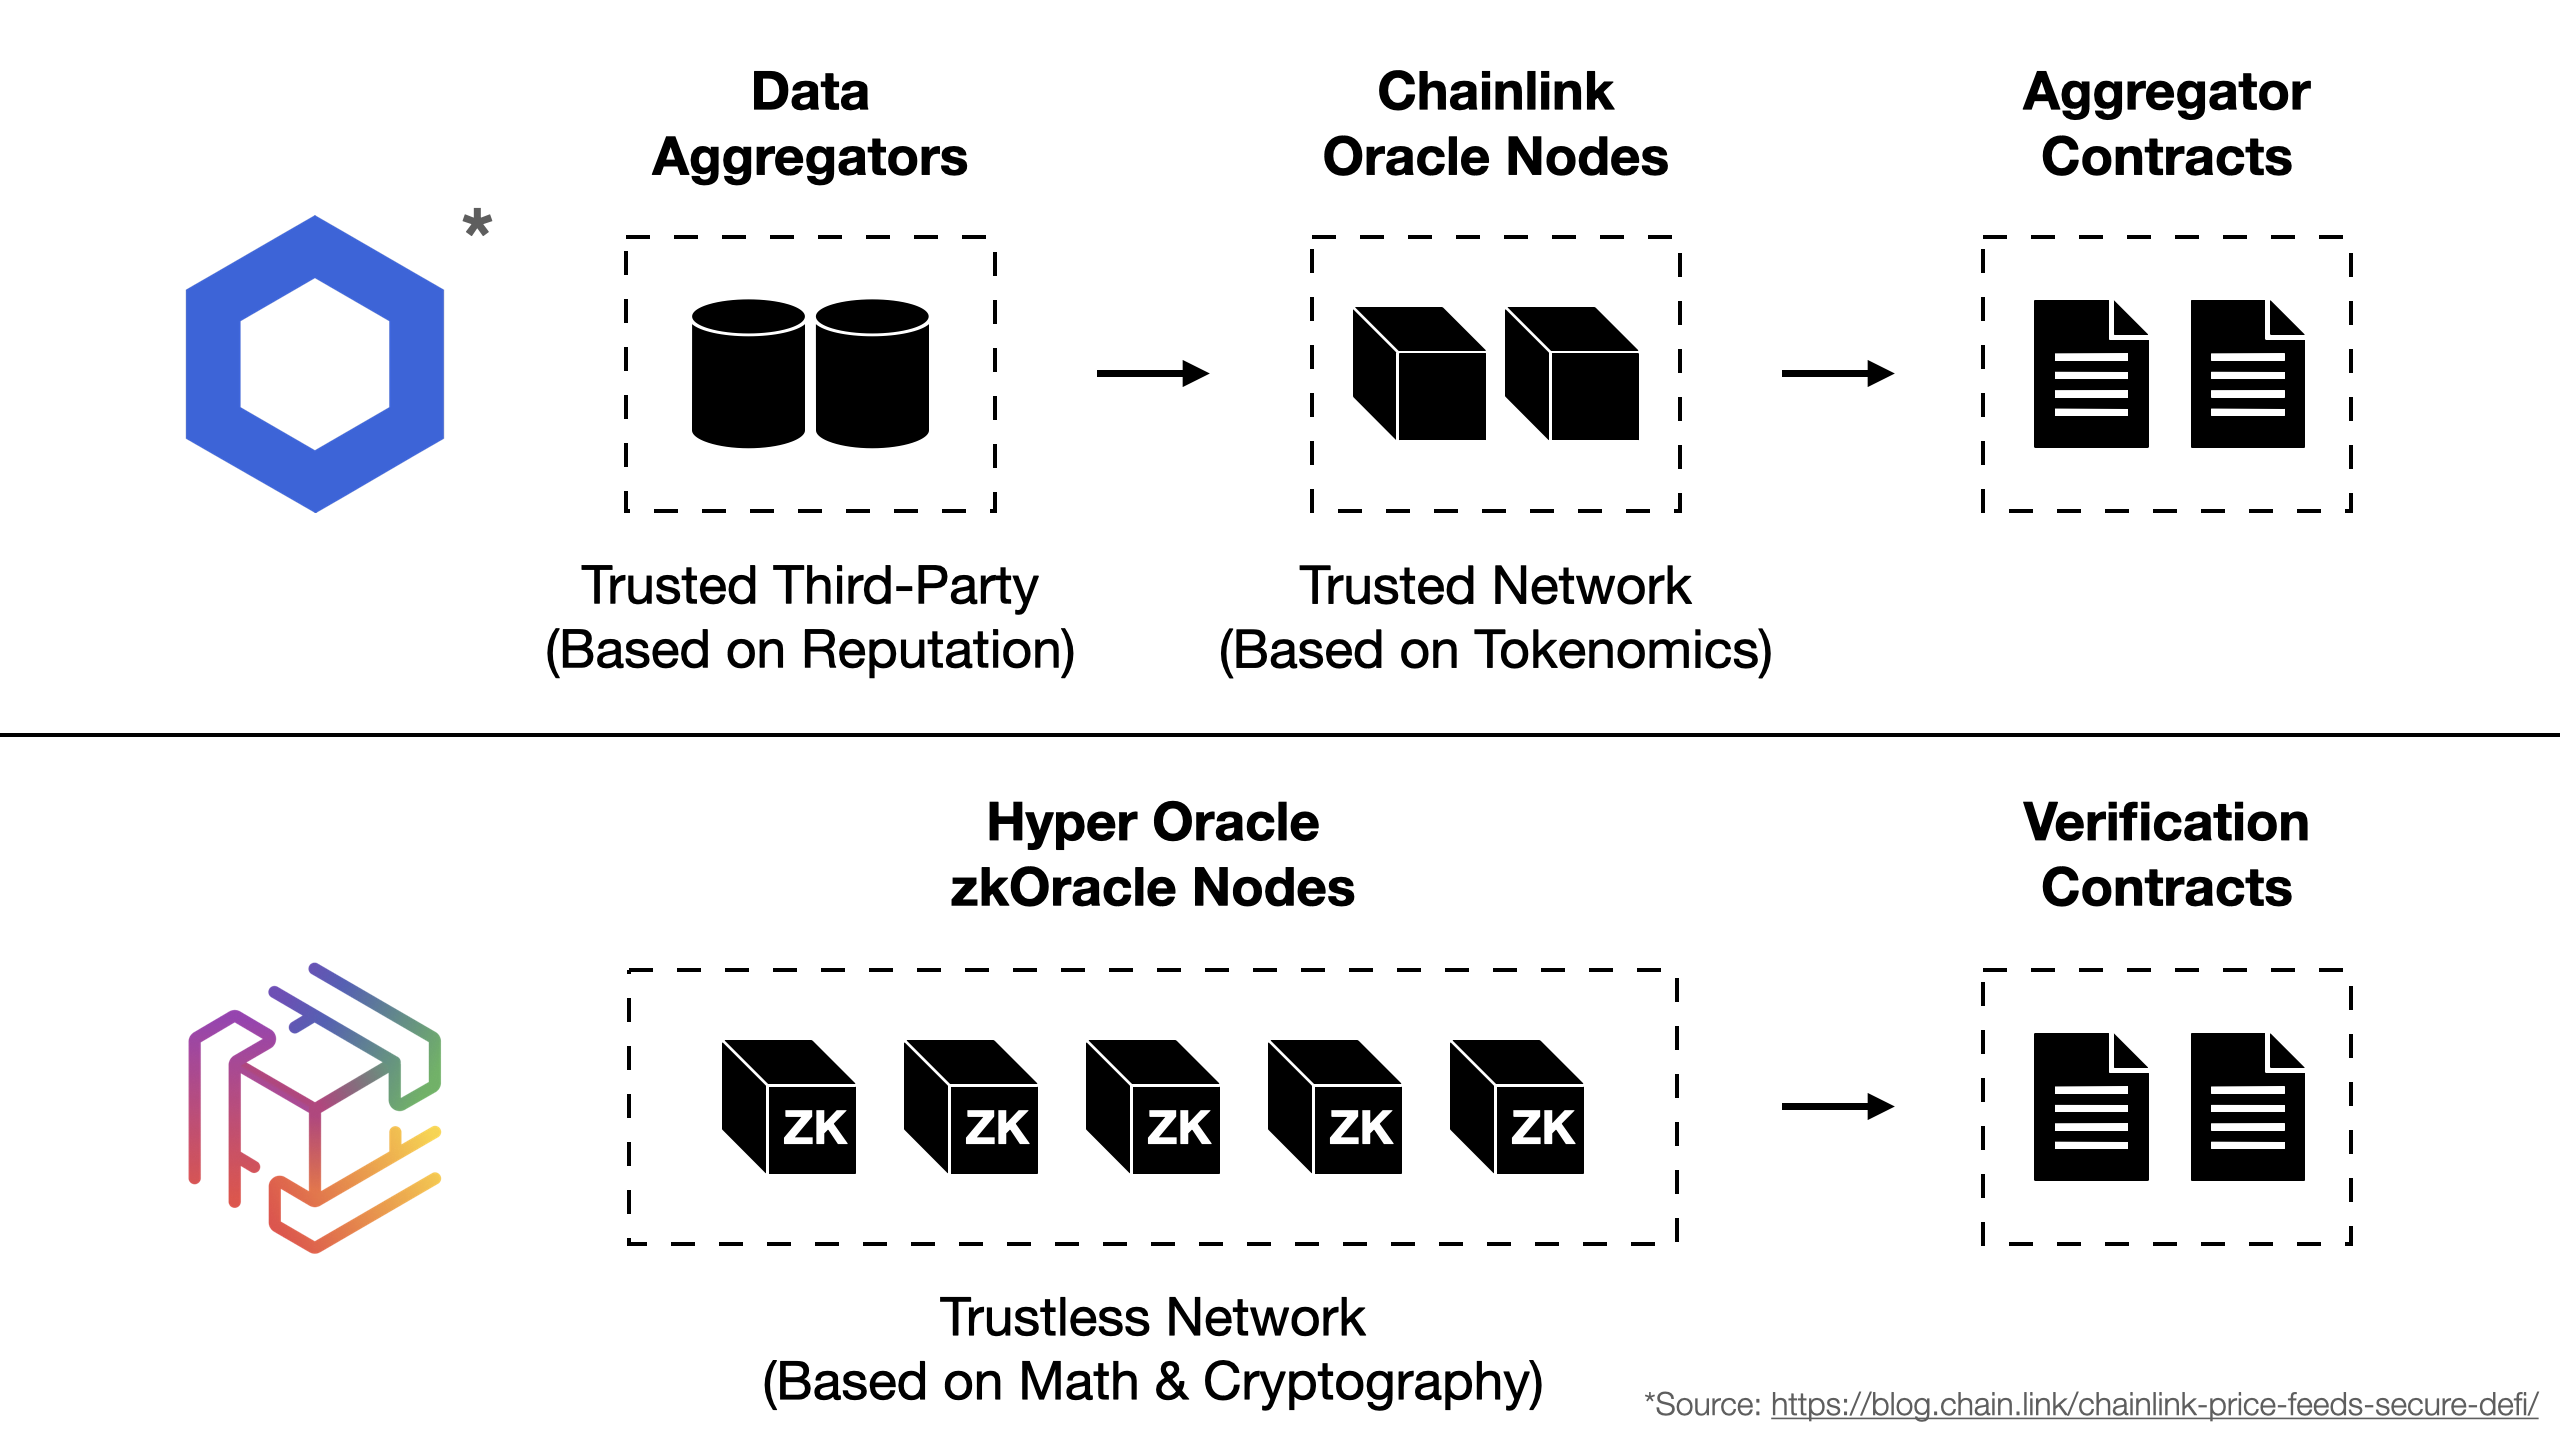 Data
Aggregators
Chainlink
Oracle Nodes
Aggregator
Contracts
*
Trusted Third-Party
(Based on Reputation)
Trusted Network
(Based on Tokenomics)
Hyper Oracle
zkOracle Nodes
Verification
Contracts
ZK ZK ZK ZK ZK
Trustless Network
(Based on Math & Cryptography)
*Source: https://blog.chain.link/chainlink-price-feeds-secure-defi/